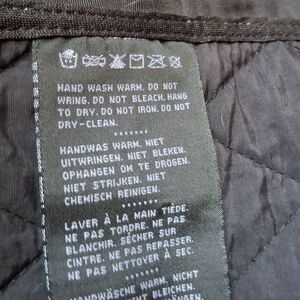 HAND WASH WARM. DO NOT
WRING. DO NOT BLEACH. HANG
TO DRY. DO NOT IRON. DO NOT
DRY-CLEAN.
HANDWAS WARM. NIET
UITWRINGEN. NIET BLEKEN.
OPHANGEN OM TE DROGEN.
NIET STRIJKEN. NIET
CHEMISCH REINIGEN.
LAVER À LA MAIN TIÈDE.
NE PAS TORDRE. NE PAS
BLANCHIR. SÉCHER SUR
CINTRE. NE PAS REPASSER.
NE PAS NETTOYER À SEC.
HANDWÄSCHE WARM. NICHT
NICHT BLEICHEN.